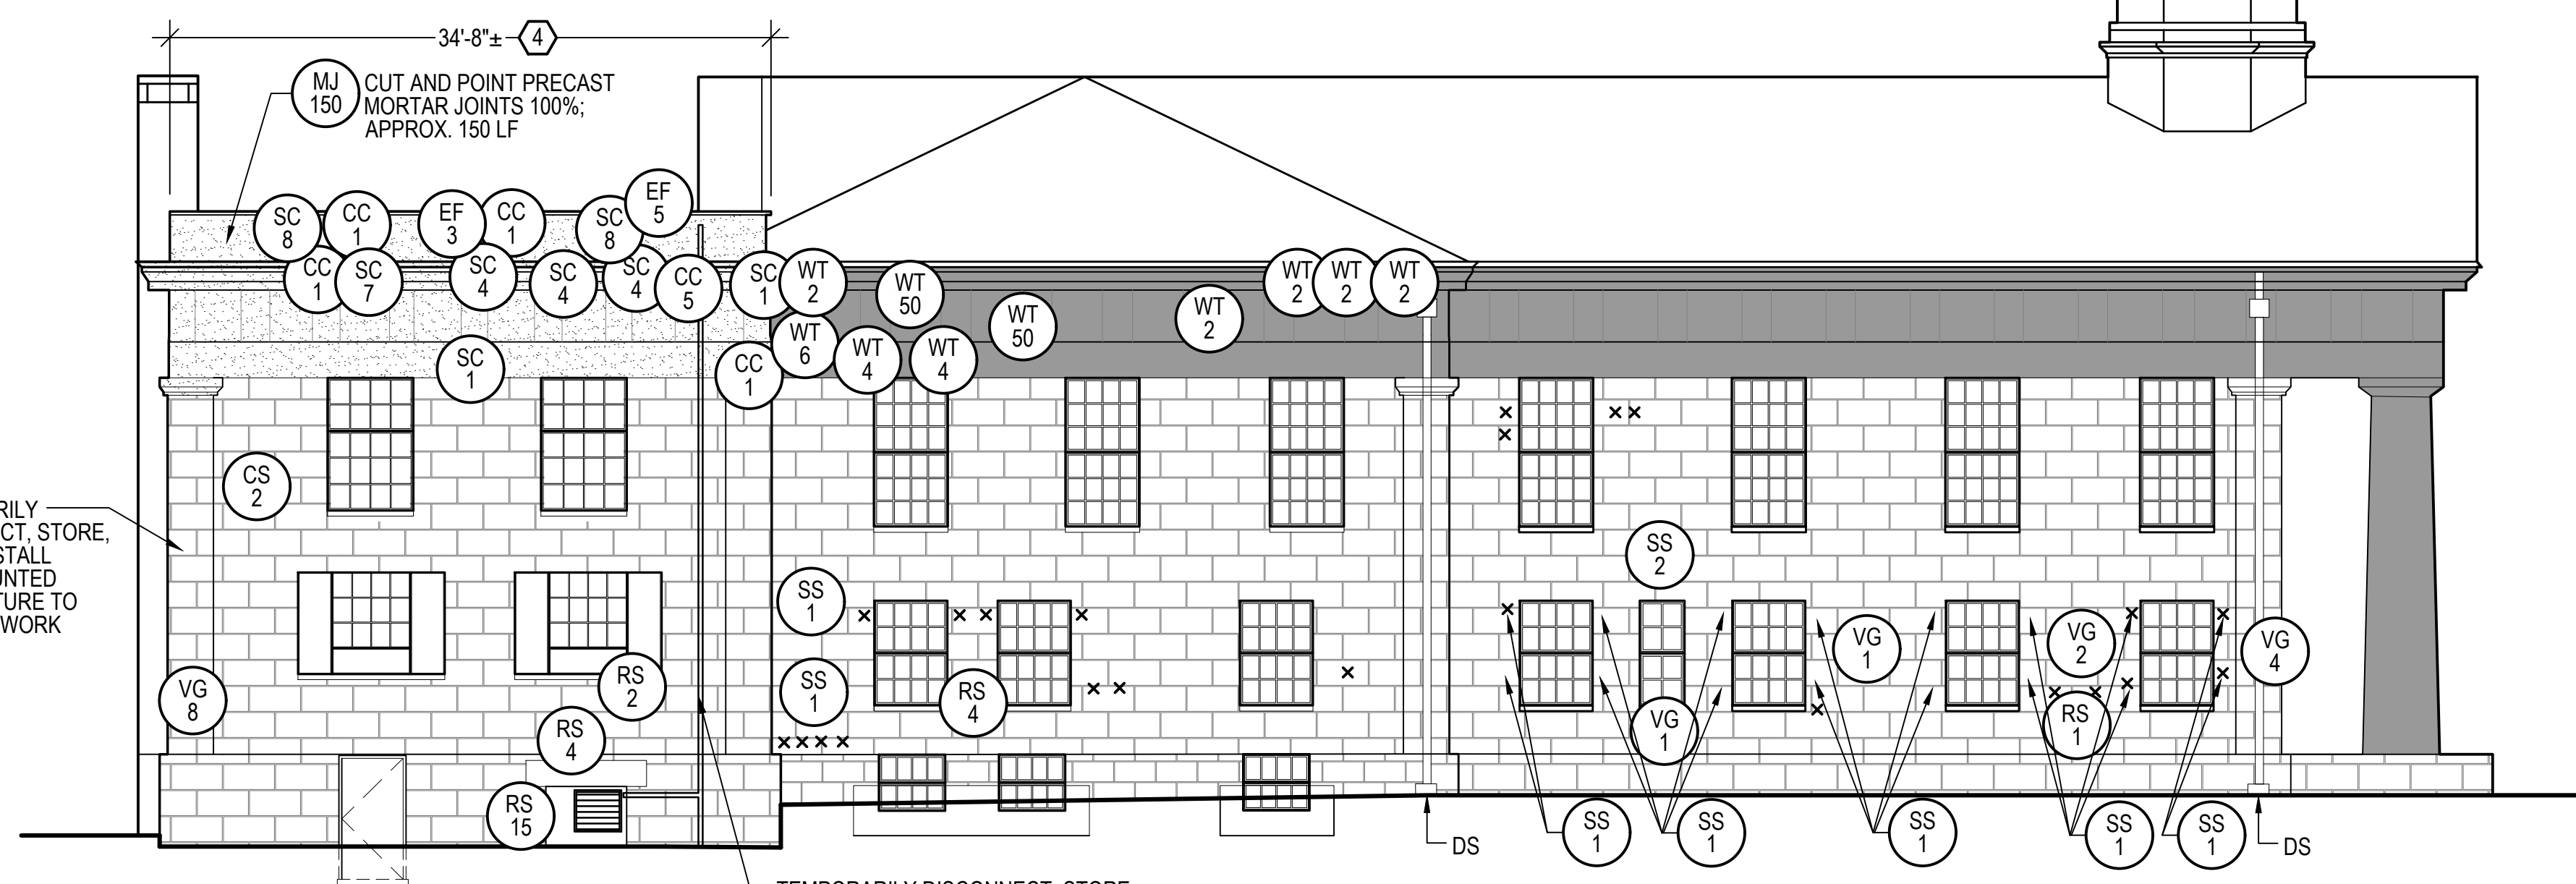 34'-8"±
4
MJ
150
CUT AND POINT PRECAST
MORTAR JOINTS 100%;
APPROX. 150 LF
SC
8
CC
1
EF
3
CC
1
SC
8
EF
5
CC
1
SC
7
SC
4
SC
4
SC
4
CC
5
SC
1
WT
2
WT
50
WT
50
WT
2
WT
2
WT
2
WT
2
WT
6
WT
4
WT
4
SC
1
CC
1
CS
2
RILY
CT, STORE,
STALL
UNTED
TURE TO
WORK
SS
2
SS
1
SS
1
VG
8
RS
2
RS
4
RS
15
RS
4
VG
1
VG
1
VG
2
RS
1
VG
4
SS
1
SS
1
SS
1
SS
1
SS
1
DS
DS
TEMPORARILY DISCONNECT, STORE,